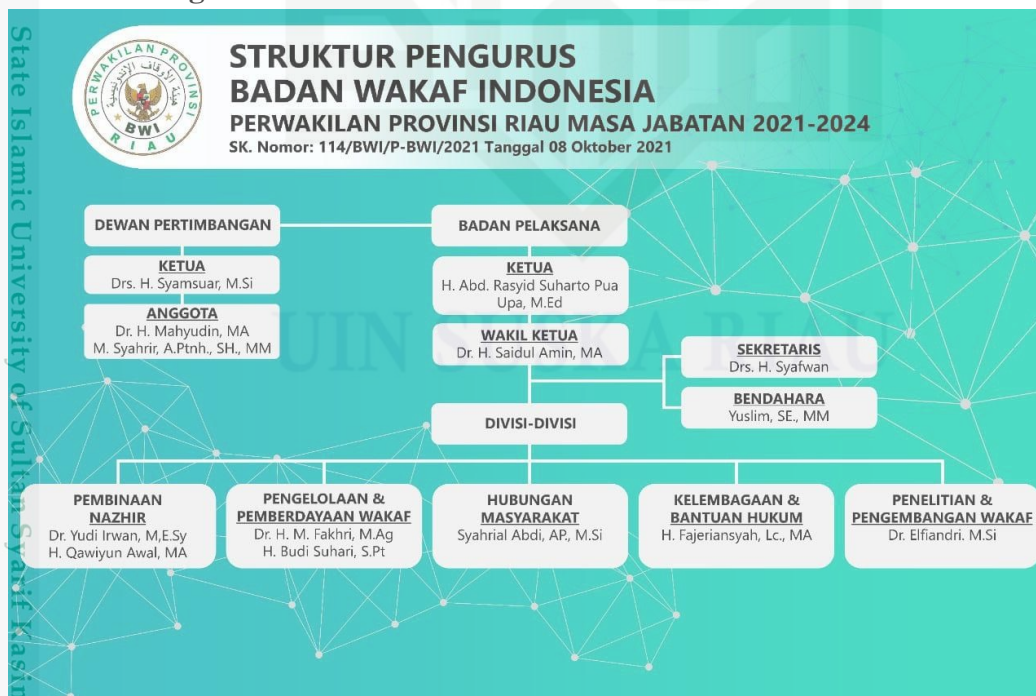 PERWAKILAN PROVINSI
BWI
RIAU
STRUKTUR PENGURUS
BADAN WAKAF INDONESIA
PERWAKILAN PROVINSI RIAU MASA JABATAN 2021-2024
SK. Nomor: 114/BWI/P-BWI/2021 Tanggal 08 Oktober 2021
DEWAN PERTIMBANGAN
KETUA
Drs. H. Syamsuar, M.Si
ANGGOTA
Dr. H. Mahyudin, MA
M. Syahrir, A.Ptnh., SH., MM
BADAN PELAKSANA
KETUA
H. Abd. Rasyid Suharto Pua
Upa, M.Ed
WAKIL KETUA
Dr. H. Saidul Amin, MA
SEKRETARIS
Drs. H. Syafwan
BENDAHARA
Yuslim, SE., MM
DIVISI-DIVISI
PEMBINAAN
NAZHIR
Dr. Yudi Irwan, M,E.Sy
H. Qawiyun Awal, MA
PENGELOLAAN &
PEMBERDAYAAN WAKAF
Dr. H. M. Fakhri, M.Ag
H. Budi Suhari, S.Pt
HUBUNGAN
MASYARAKAT
Syahrial Abdi, AP., M.Si
KELEMBAGAAN &
BANTUAN HUKUM
H. Fajeriansyah, Lc., MA
PENELITIAN &
PENGEMBANGAN WAKAF
Dr. Elfiandri. M.Si
UIN SUSKA RIAU
State Islamic University of Sultan Syarif Kasim